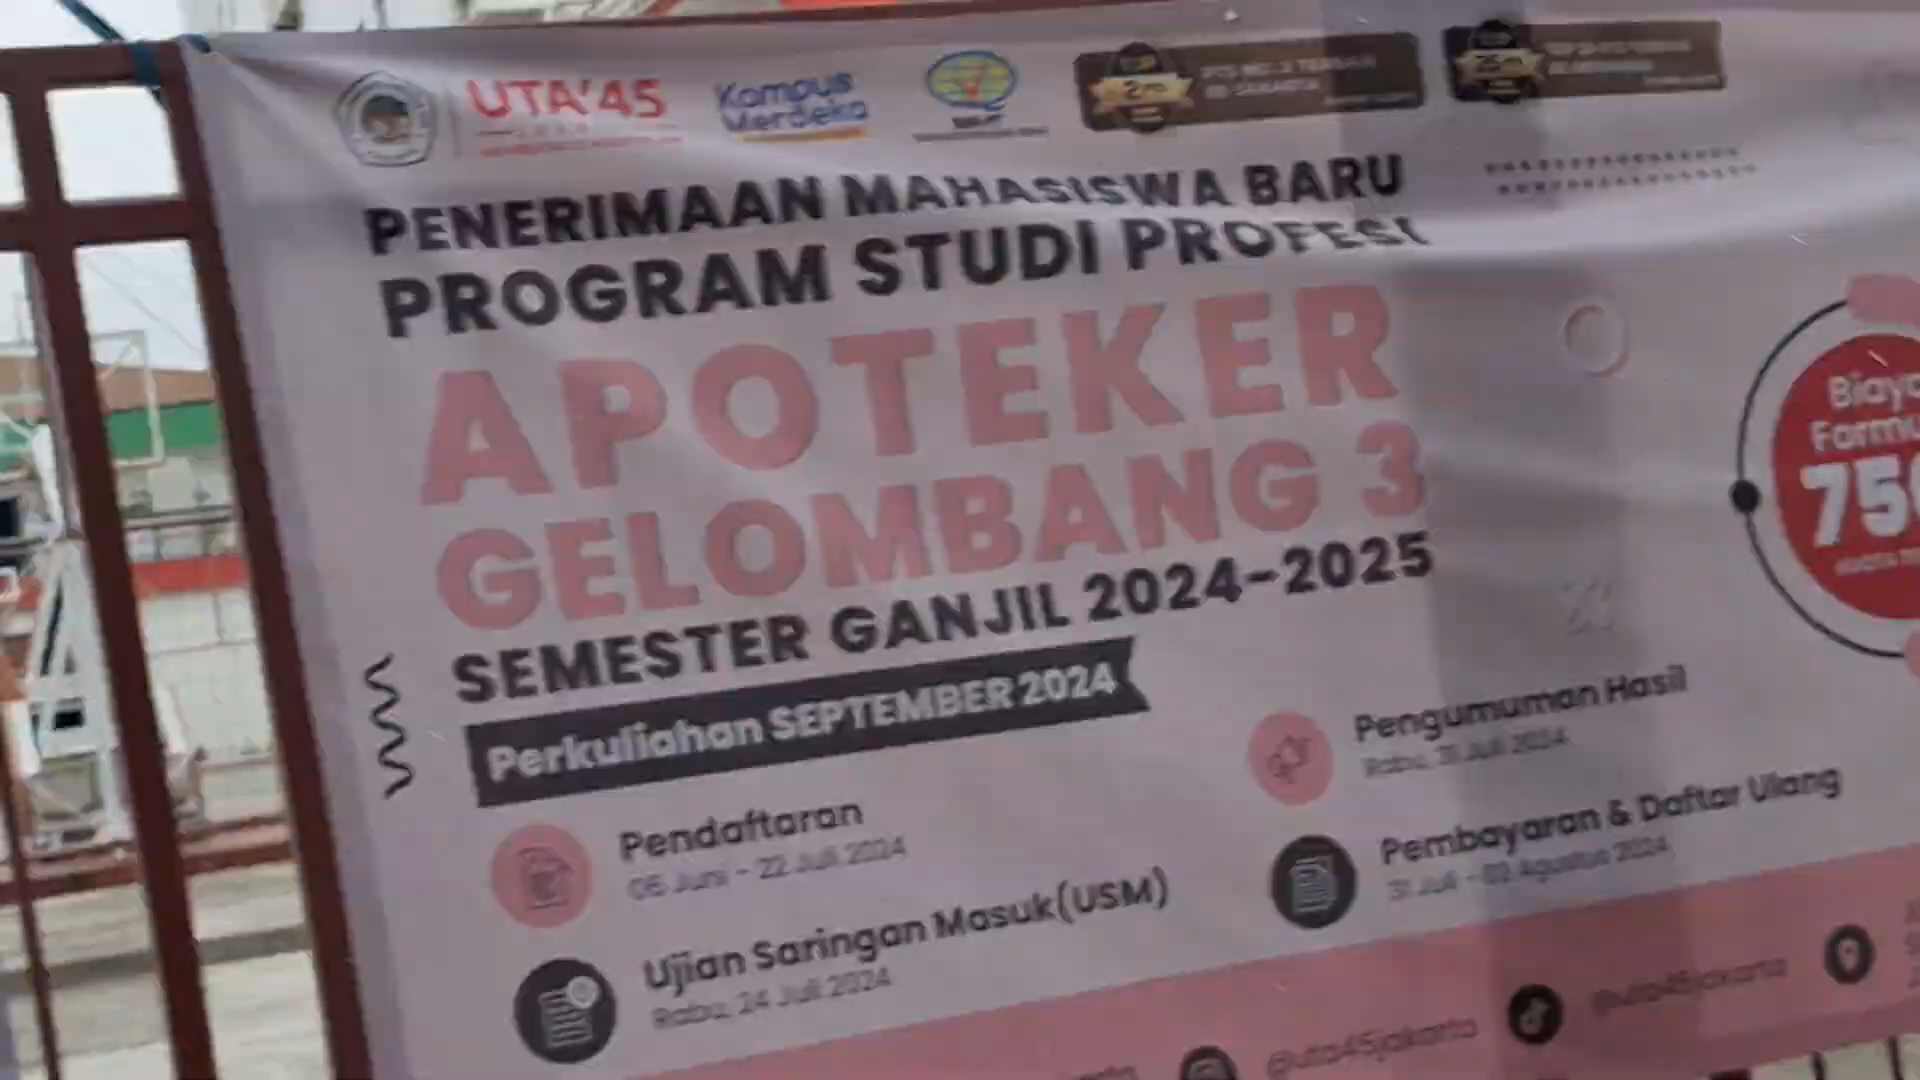 UTA'45
Kampus
Merdeka
PENERIMAAN MAHASISWA BARU
PROGRAM STUDI PROFESI
APOTEKER
GELOMBANG 3
SEMESTER GANJIL 2024-2025
Perkuliahan SEPTEMBER 2024
Pendaftaran
06 Juni - 22 Juli 2024
Ujian Saringan Masuk(USM)
Rabu, 24 Juli 2024
Pengumuman Hasil
Rabu, 31 Juli 2024
Pembayaran & Daftar Ulang
31 Juli - 02 Agustus 2024
@uta45jakarta
@uta45jakarta